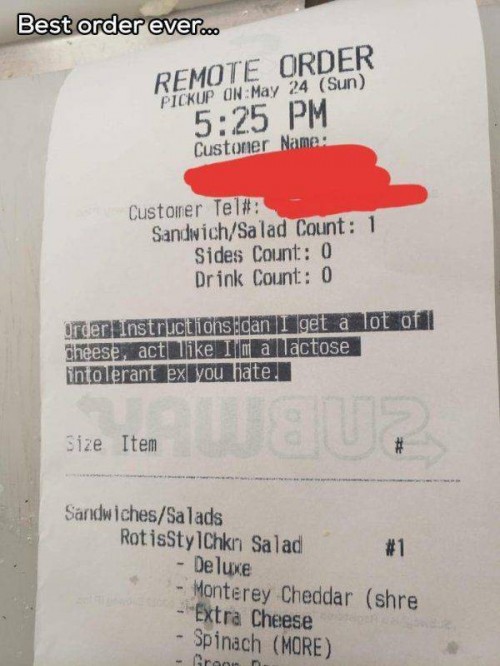 Best order ever...
REMOTE ORDER
PICKUP ON:May 24 (Sun)
5:25 PM
Customer Name:
Customer Tel#:
Sandwich/Salad Count: 1
Sides Count: 0
Drink Count: 0
Order Instructions:can I get a lot of
cheese, act like I'm a lactose
intolerant ex you hate.
SUBWAY
Size Item #
Sandwiches/Salads
RotisStylChkn Salad #1
- Deluxe
- Monterey Cheddar (shre
- Extra Cheese
- Spinach (MORE)
- Green